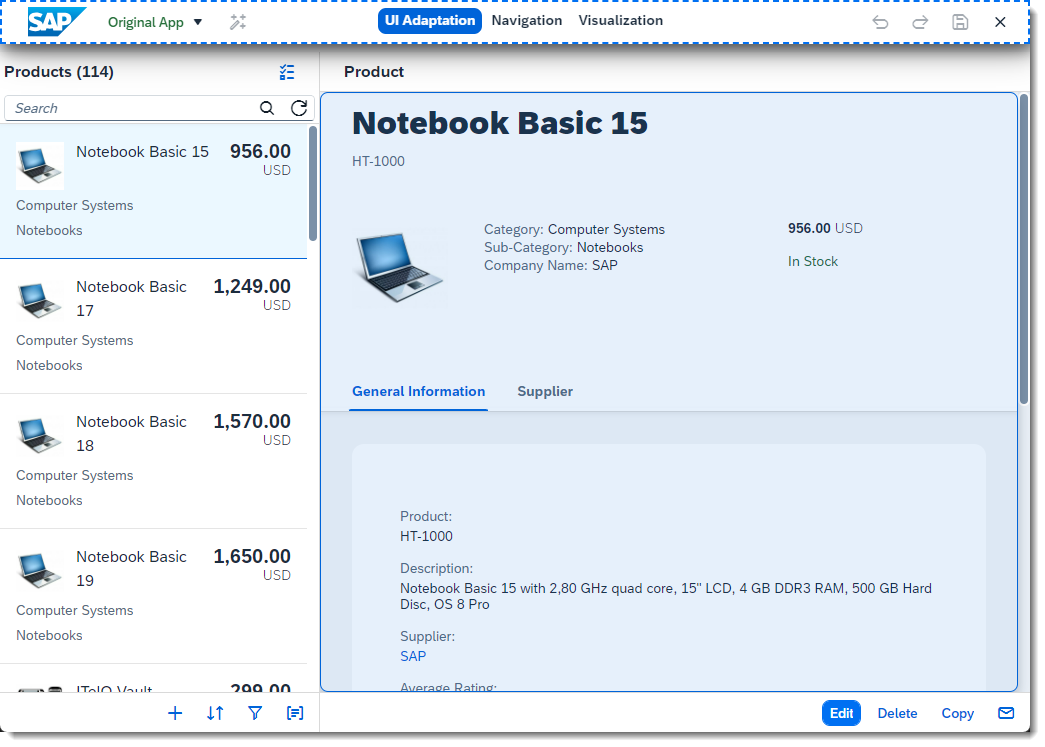 SAP Original App UI Adaptation Navigation Visualization
Products (114)
Search
Notebook Basic 15 956.00
USD
Computer Systems
Notebooks
Notebook Basic 1,249.00
17 USD
Computer Systems
Notebooks
Notebook Basic 1,570.00
18 USD
Computer Systems
Notebooks
Notebook Basic 1,650.00
19 USD
Computer Systems
Notebooks
ITelO Vault 299.00
Product
Notebook Basic 15
HT-1000
Category: Computer Systems
Sub-Category: Notebooks
Company Name: SAP
956.00 USD
In Stock
General Information Supplier
Product:
HT-1000
Description:
Notebook Basic 15 with 2,80 GHz quad core, 15" LCD, 4 GB DDR3 RAM, 500 GB Hard
Disc, OS 8 Pro
Supplier:
SAP
Average Rating:
Edit Delete Copy